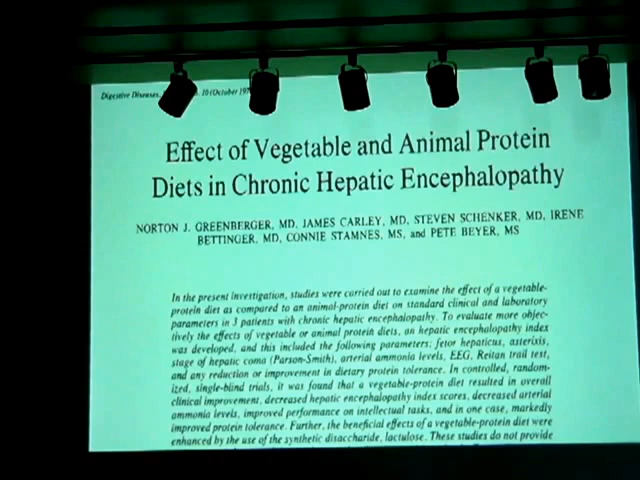 Digestive Diseases, 10 (October 197
Effect of Vegetable and Animal Protein
Diets in Chronic Hepatic Encephalopathy
NORTON J. GREENBERGER, MD, JAMES CARLEY, MD, STEVEN SCHENKER, MD, IRENE
BETTINGER, MD, CONNIE STAMNES, MS, and PETE BEYER, MS
In the present investigation, studies were carried out to examine the effect of a vegetable-
protein diet as compared to an animal-protein diet on standard clinical and laboratory
parameters in 3 patients with chronic hepatic encephalopathy. To evaluate more objec-
tively the effects of vegetable or animal protein diets, an hepatic encephalopathy index
was developed, and this included the following parameters: fetor hepaticus, asterixis,
stage of hepatic coma (Parson-Smith), arterial ammonia levels, EEG, Reitan trail test,
and any reduction or improvement in dietary protein tolerance. In controlled, random-
ized, single-blind trials, it was found that a vegetable-protein diet resulted in overall
clinical improvement, decreased hepatic encephalopathy index scores, decreased arterial
ammonia levels, improved performance on intellectual tasks, and in one case, markedly
improved protein tolerance. Further, the beneficial effects of a vegetable-protein diet were
enhanced by the use of the synthetic disaccharide, lactulose. These studies do not provide